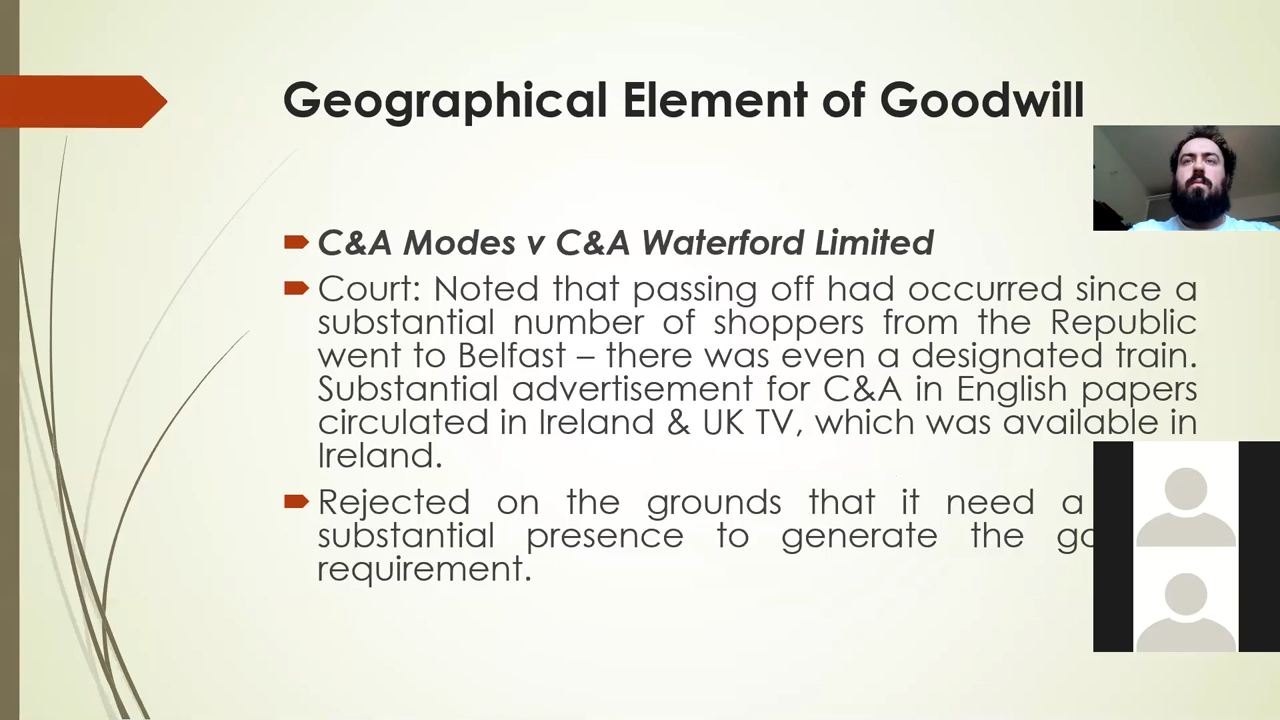 Geographical Element of Goodwill
C&A Modes v C&A Waterford Limited
Court: Noted that passing off had occurred since a
substantial number of shoppers from the Republic
went to Belfast – there was even a designated train.
Substantial advertisement for C&A in English papers
circulated in Ireland & UK TV, which was available in
Ireland.
Rejected on the grounds that it need a
substantial presence to generate the
requirement.